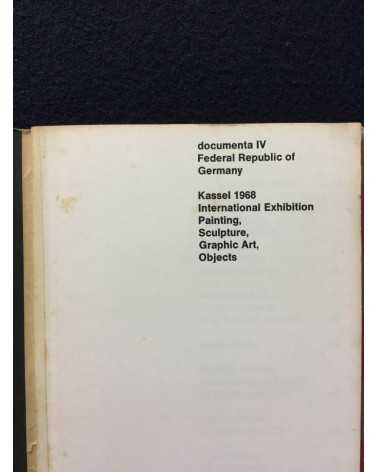 documenta IV
Federal Republic of
Germany
Kassel 1968
International Exhibition
Painting,
Sculpture,
Graphic Art,
Objects